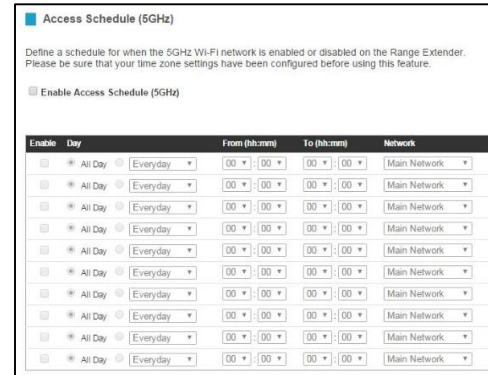 Access Schedule (5GHz)
Define a schedule for when the 5GHz Wi-Fi network is enabled or disabled on the Range Extender.
Please be sure that your time zone settings have been configured before using this feature.
Enable Access Schedule (5GHz)
Enable Day From (hh:mm) To (hh:mm) Network
All Day Everyday 00 : 00 00 : 00 Main Network
All Day Everyday 00 : 00 00 : 00 Main Network
All Day Everyday 00 : 00 00 : 00 Main Network
All Day Everyday 00 : 00 00 : 00 Main Network
All Day Everyday 00 : 00 00 : 00 Main Network
All Day Everyday 00 : 00 00 : 00 Main Network
All Day Everyday 00 : 00 00 : 00 Main Network
All Day Everyday 00 : 00 00 : 00 Main Network
All Day Everyday 00 : 00 00 : 00 Main Network
All Day Everyday 00 : 00 00 : 00 Main Network